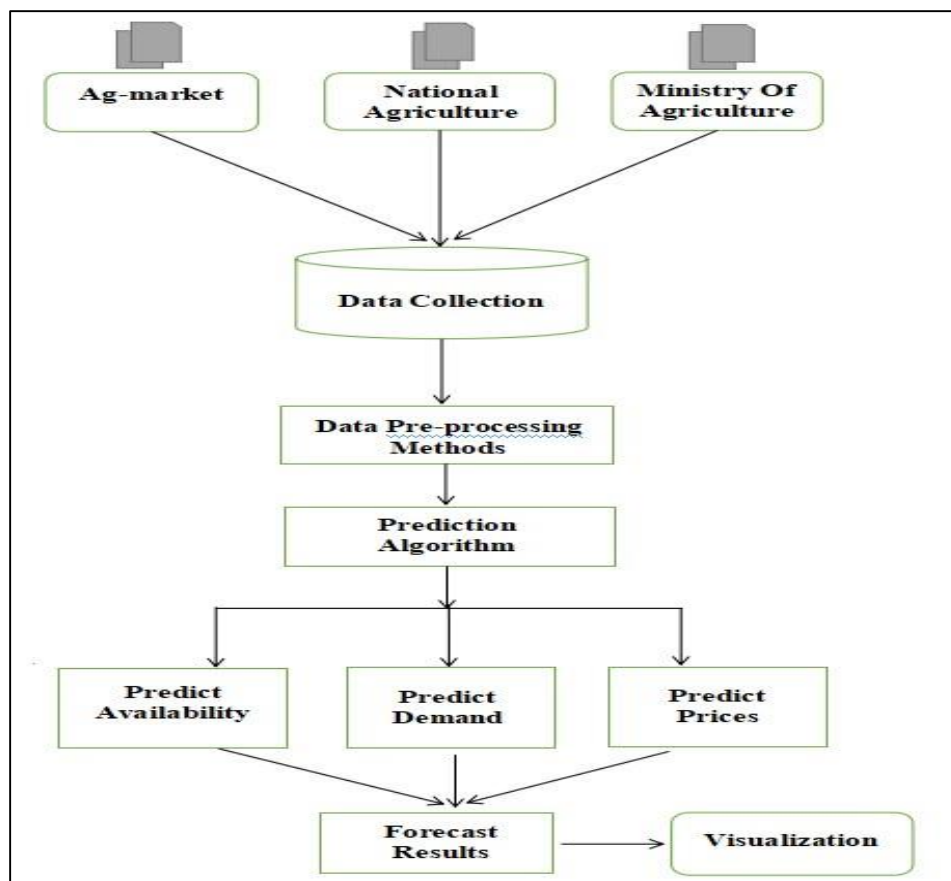 Ag-market
National
Agriculture
Ministry Of
Agriculture
Data Collection
Data Pre-processing
Methods
Prediction
Algorithm
Predict
Availability
Predict
Demand
Predict
Prices
Forecast
Results
Visualization